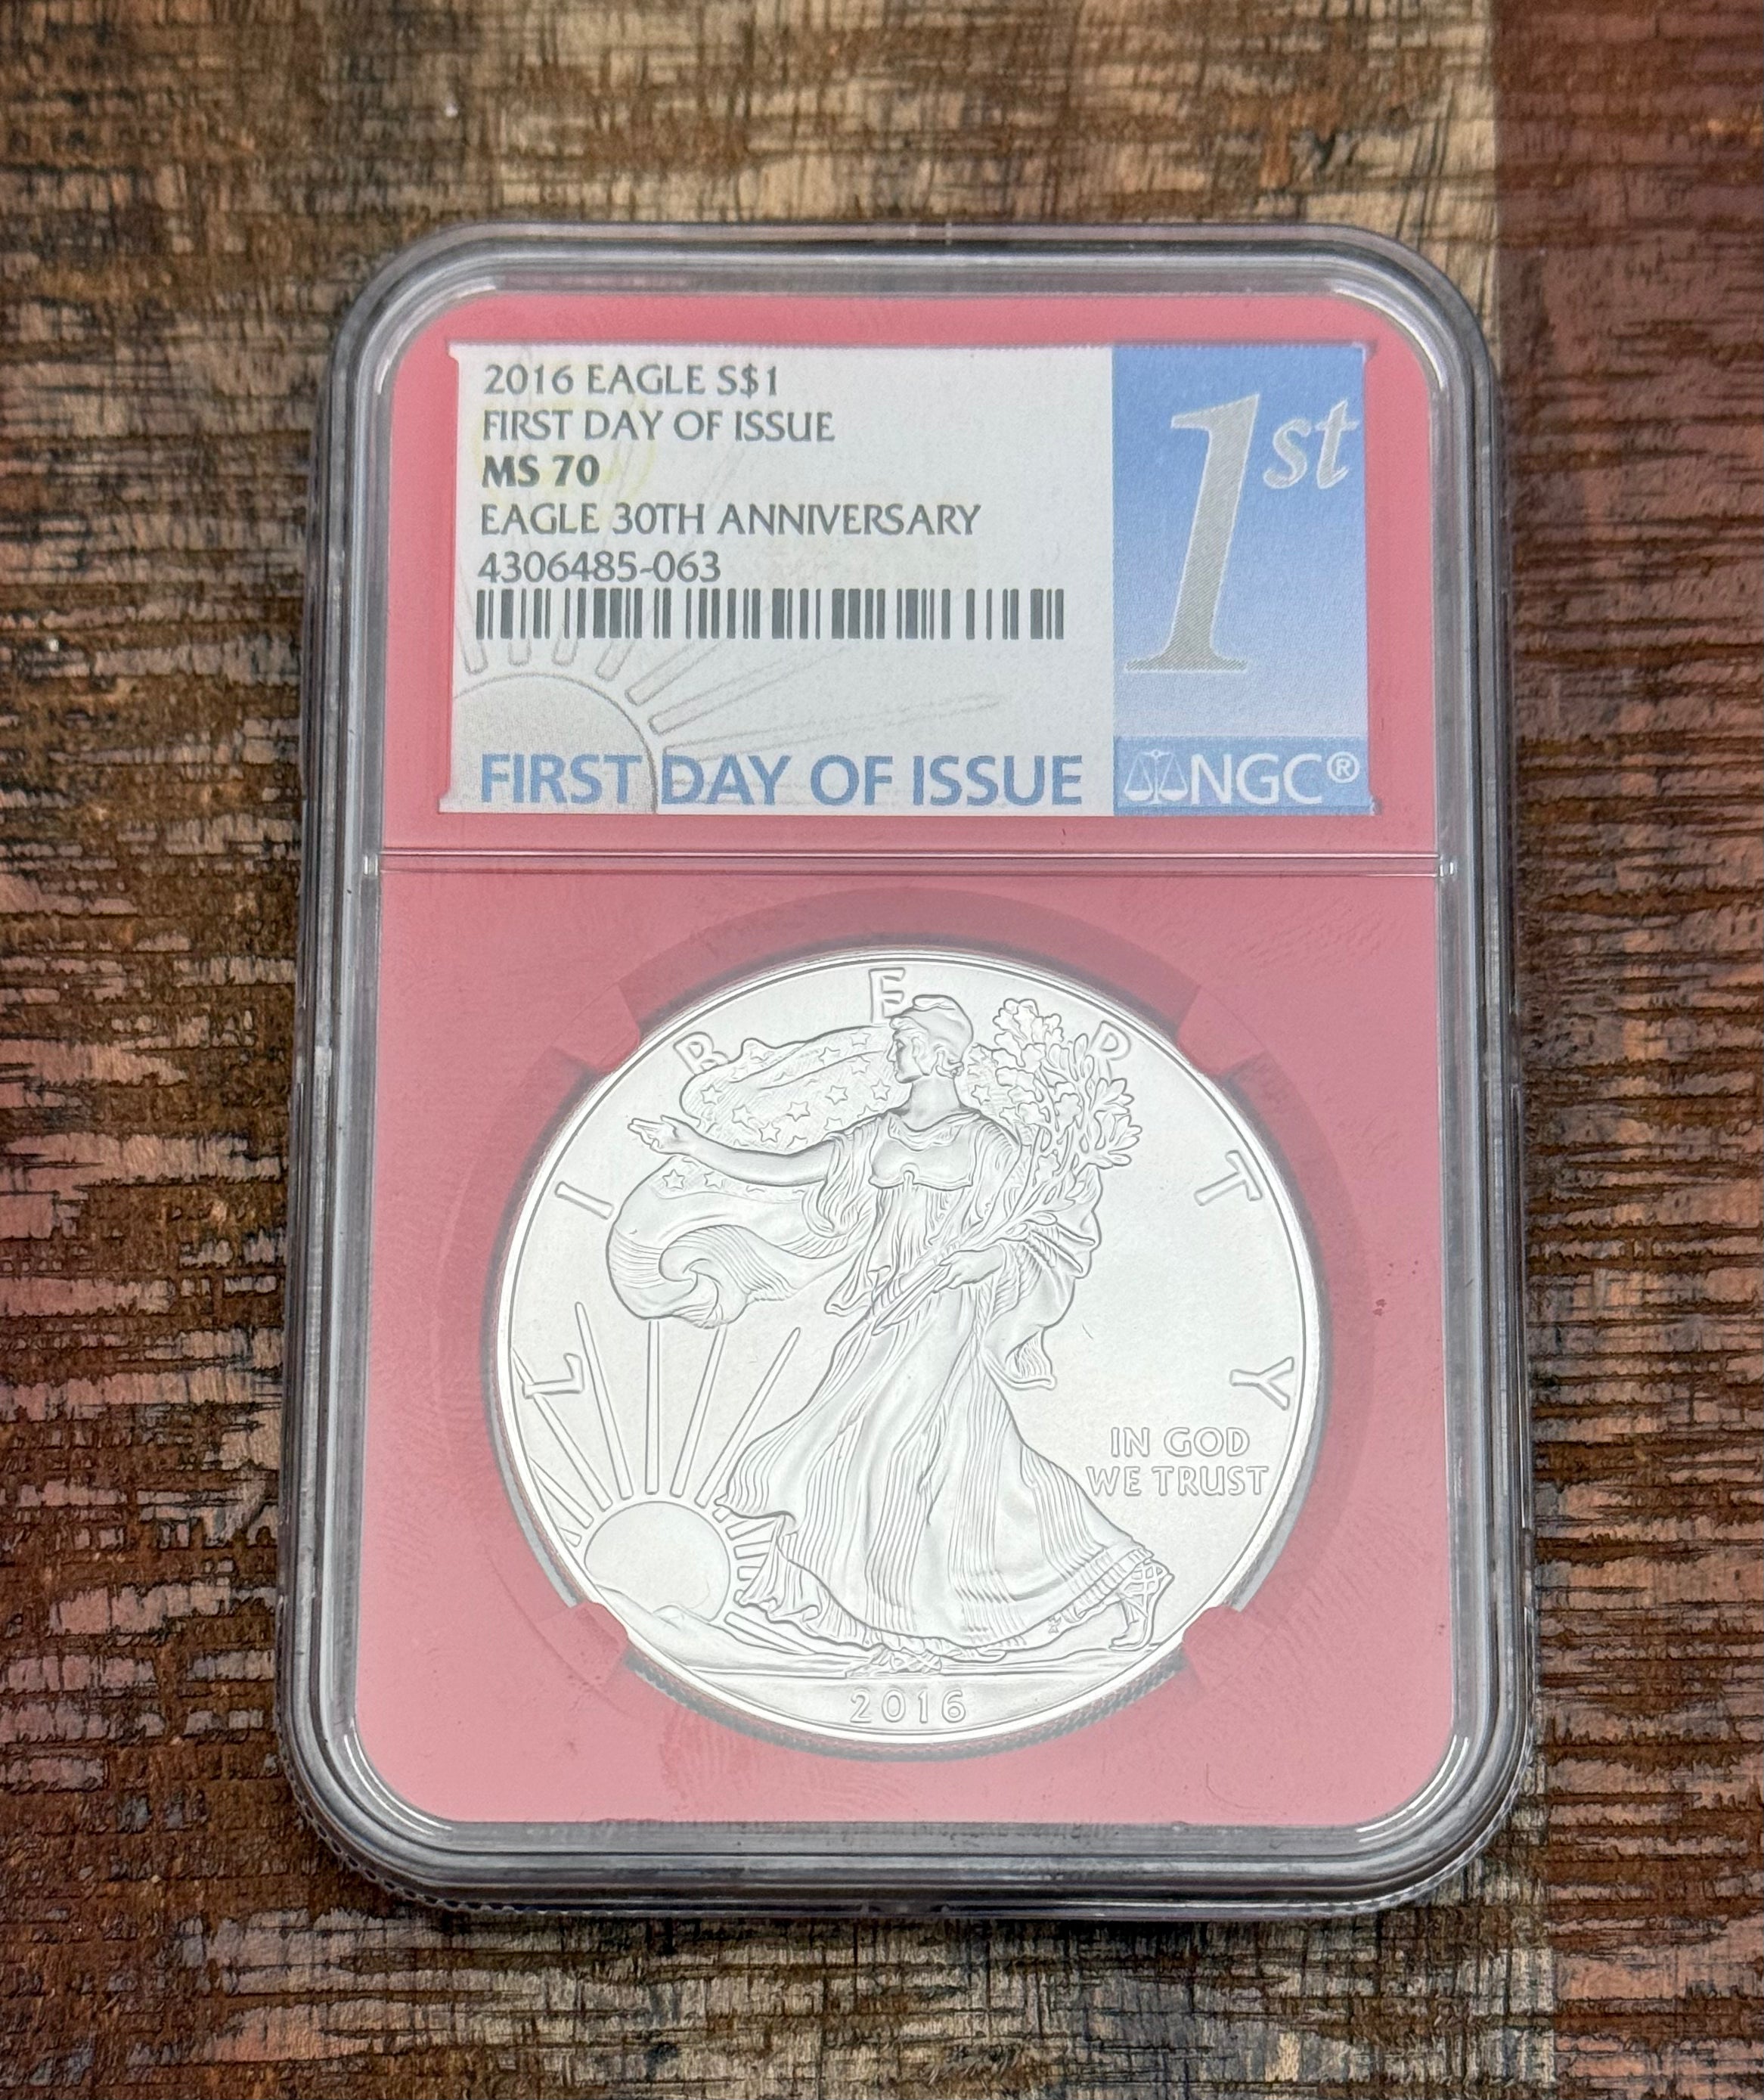 2016 EAGLE S$1
FIRST DAY OF ISSUE
MS 70
EAGLE 30TH ANNIVERSARY
4306485-063
FIRST DAY OF ISSUE
1st
NGC®
LIBERTY
IN GOD
WE TRUST
2016